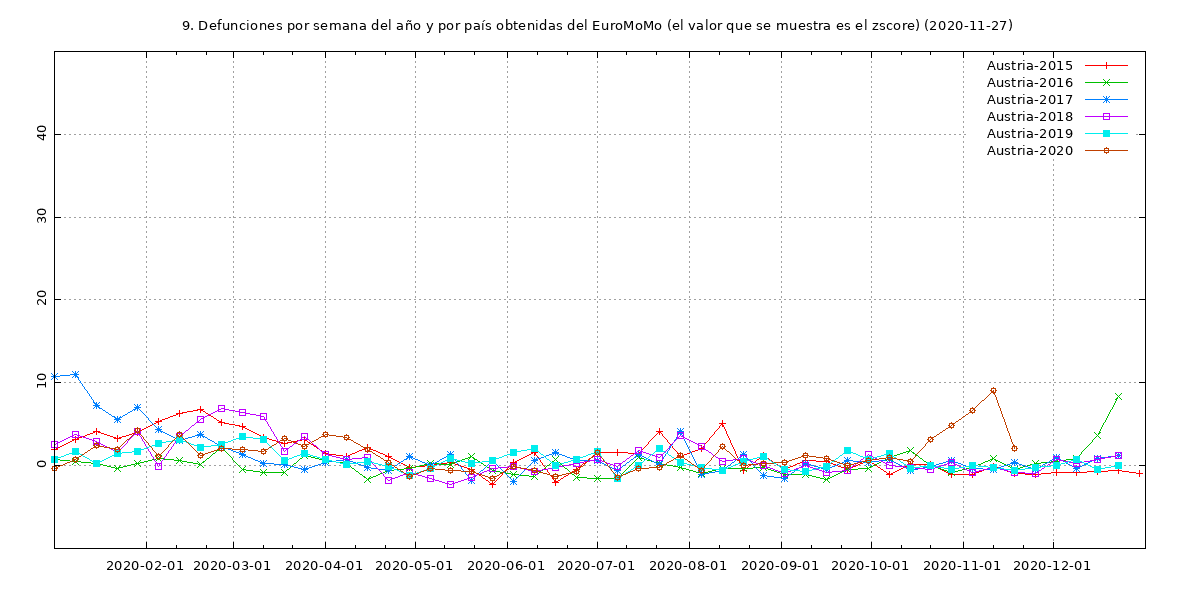 9. Defunciones por semana del año y por país obtenidas del EuroMoMo (el valor que se muestra es el zscore) (2020-11-27)
Austria-2015
Austria-2016
Austria-2017
Austria-2018
Austria-2019
Austria-2020
40
30
20
10
0
2020-02-01 2020-03-01 2020-04-01 2020-05-01 2020-06-01 2020-07-01 2020-08-01 2020-09-01 2020-10-01 2020-11-01 2020-12-01